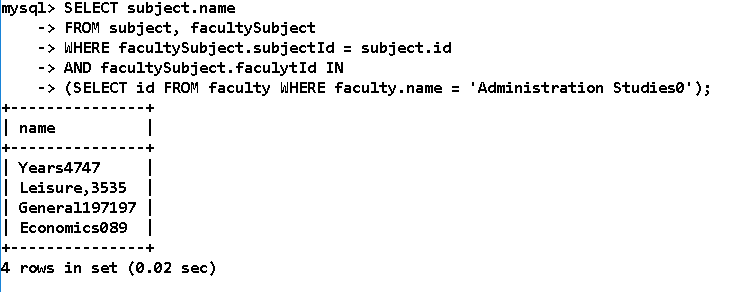 mysql> SELECT subject.name
-> FROM subject, facultySubject
-> WHERE facultySubject.subjectId = subject.id
-> AND facultySubject.faculytId IN
-> (SELECT id FROM faculty WHERE faculty.name = 'Administration Studies0');
+---------------+
| name |
+---------------+
| Years4747 |
| Leisure,3535 |
| General197197 |
| Economics089 |
+---------------+
4 rows in set (0.02 sec)